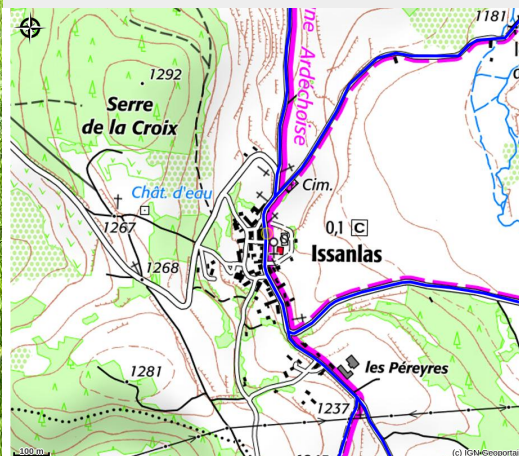 1181
1292
Serre
de la Croix
ne Ardéchoise
Chât. d'eau
Cim.
1267
0,1 C
Issanlas
1268
1281
les Péreyres
1237
100 m
(c) IGN Geoportai